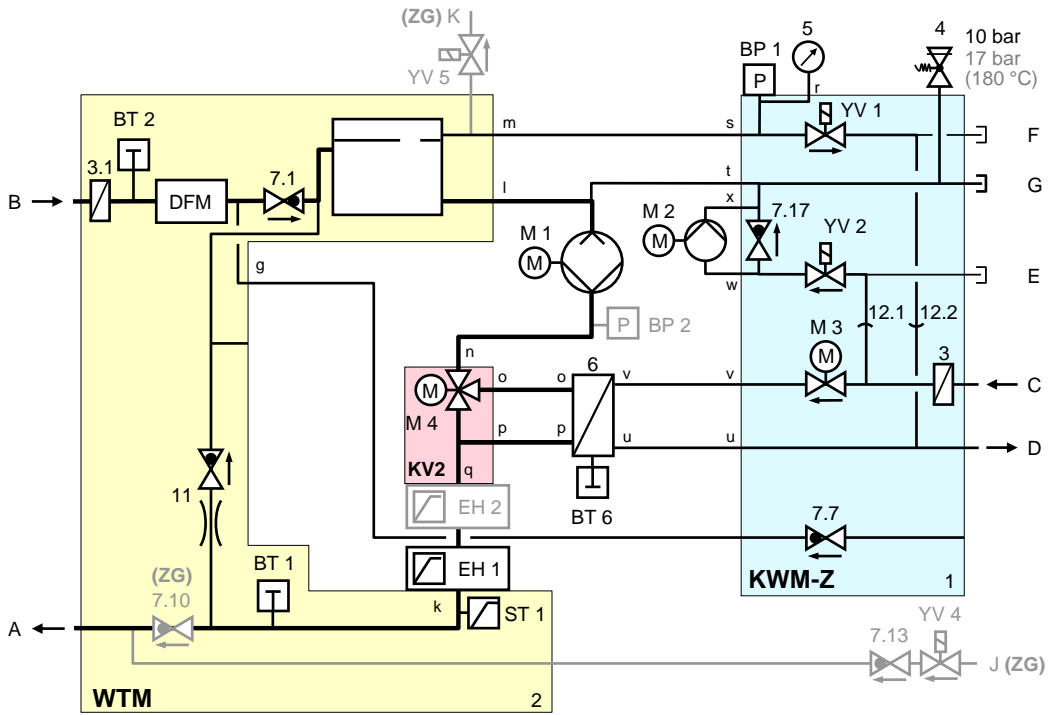 (ZG) K
YV 5
BP 1
P
5
r
4
10 bar
17 bar
(180 °C)
BT 2
3.1
B
DFM
7.1
m
s
YV 1
F
l
t
G
x
M 2
M
7.17
YV 2
E
w
M 1
M
g
P
BP 2
12.1
12.2
M 3
M
n
6
3
o
o
v
v
C
M
M 4
p
p
u
u
D
KV2
q
BT 6
11
EH 2
7.7
EH 1
KWM-Z
1
(ZG)
7.10
BT 1
k
ST 1
A
7.13
YV 4
J (ZG)
WTM
2